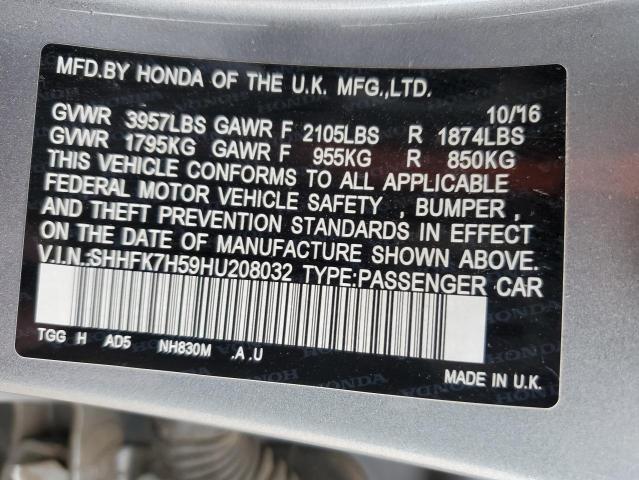 MFD.BY HONDA OF THE U.K. MFG.,LTD.
10/16
GVWR 3957LBS GAWR F 2105LBS R 1874LBS
GVWR 1795KG GAWR F 955KG R 850KG
THIS VEHICLE CONFORMS TO ALL APPLICABLE
FEDERAL MOTOR VEHICLE SAFETY , BUMPER ,
AND THEFT PREVENTION STANDARDS IN EFFECT
ON THE DATE OF MANUFACTURE SHOWN ABOVE.
V.I.N.:SHHFK7H59HU208032 TYPE:PASSENGER CAR
TGG H AD5 NH830M .A .U
MADE IN U.K.